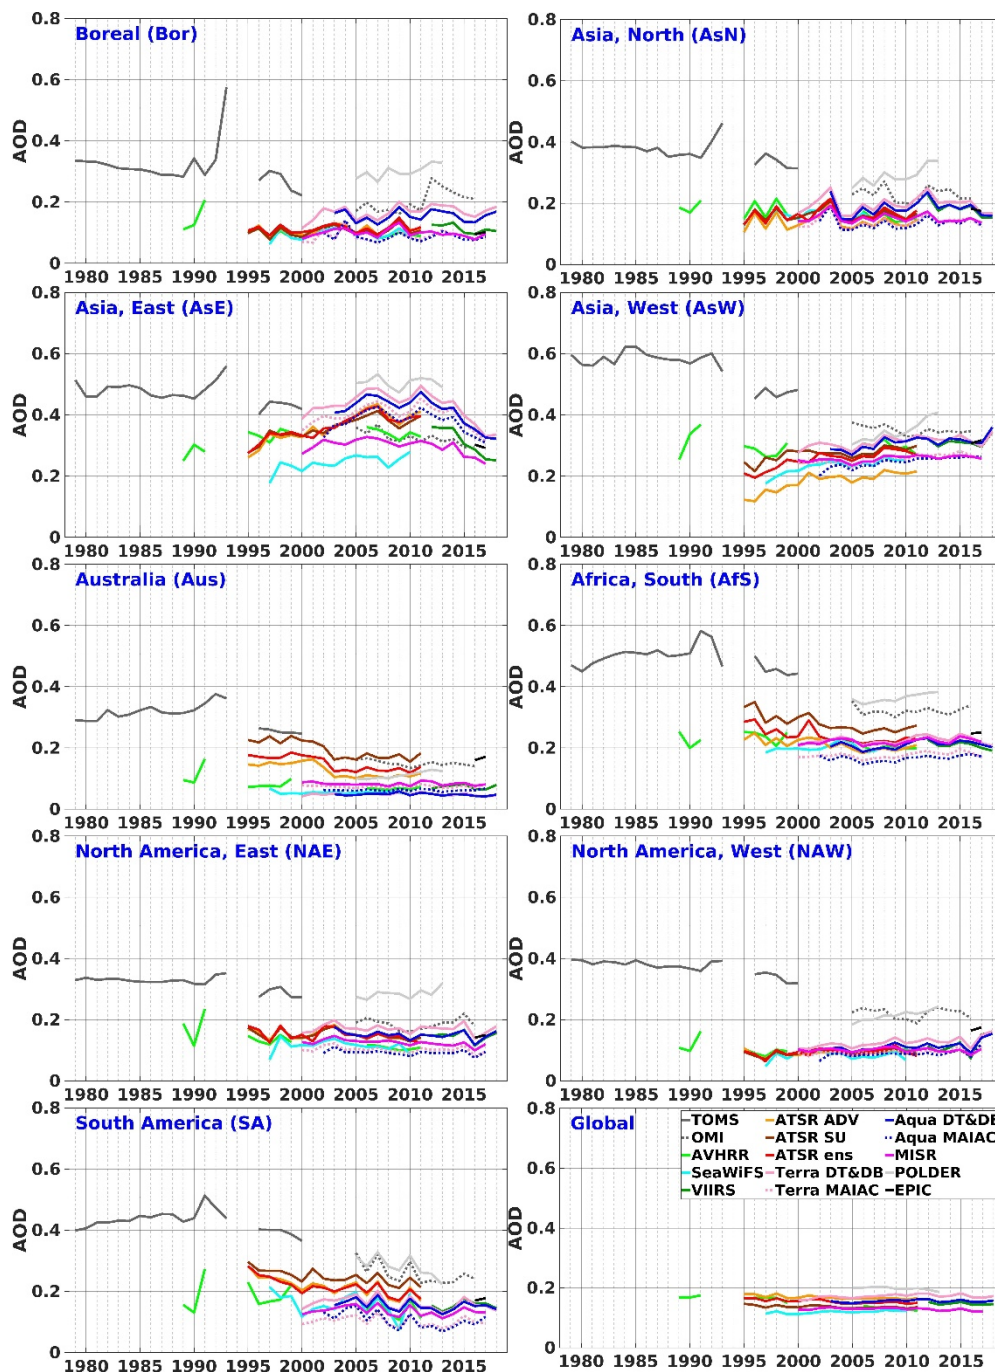 0.8
Boreal (Bor)
0.6
AOD
0.4
0.2
0
1980 1985 1990 1995 2000 2005 2010 2015
0.8
Asia, North (AsN)
0.6
AOD
0.4
0.2
0
1980 1985 1990 1995 2000 2005 2010 2015
0.8
Asia, East (AsE)
0.6
AOD
0.4
0.2
0
1980 1985 1990 1995 2000 2005 2010 2015
0.8
Asia, West (AsW)
0.6
AOD
0.4
0.2
0
1980 1985 1990 1995 2000 2005 2010 2015
0.8
Australia (Aus)
0.6
AOD
0.4
0.2
0
1980 1985 1990 1995 2000 2005 2010 2015
0.8
Africa, South (AfS)
0.6
AOD
0.4
0.2
0
1980 1985 1990 1995 2000 2005 2010 2015
0.8
North America, East (NAE)
0.6
AOD
0.4
0.2
0
1980 1985 1990 1995 2000 2005 2010 2015
0.8
North America, West (NAW)
0.6
AOD
0.4
0.2
0
1980 1985 1990 1995 2000 2005 2010 2015
0.8
South America (SA)
0.6
AOD
0.4
0.2
0
1980 1985 1990 1995 2000 2005 2010 2015
0.8
Global
TOMS ATSR ADV Aqua DT&DB
OMI ATSR SU Aqua MAIAC
AVHRR ATSR ens MISR
SeaWiFS Terra DT&DB POLDER
VIIRS Terra MAIAC EPIC
0.6
AOD
0.4
0.2
0
1980 1985 1990 1995 2000 2005 2010 2015